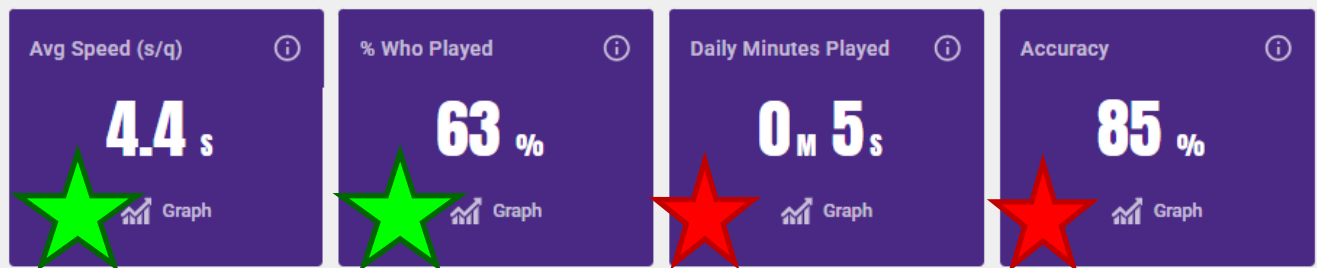 Avg Speed (s/q)
4.4 s
Graph
% Who Played
63 %
Graph
Daily Minutes Played
0 M 5 s
Graph
Accuracy
85 %
Graph